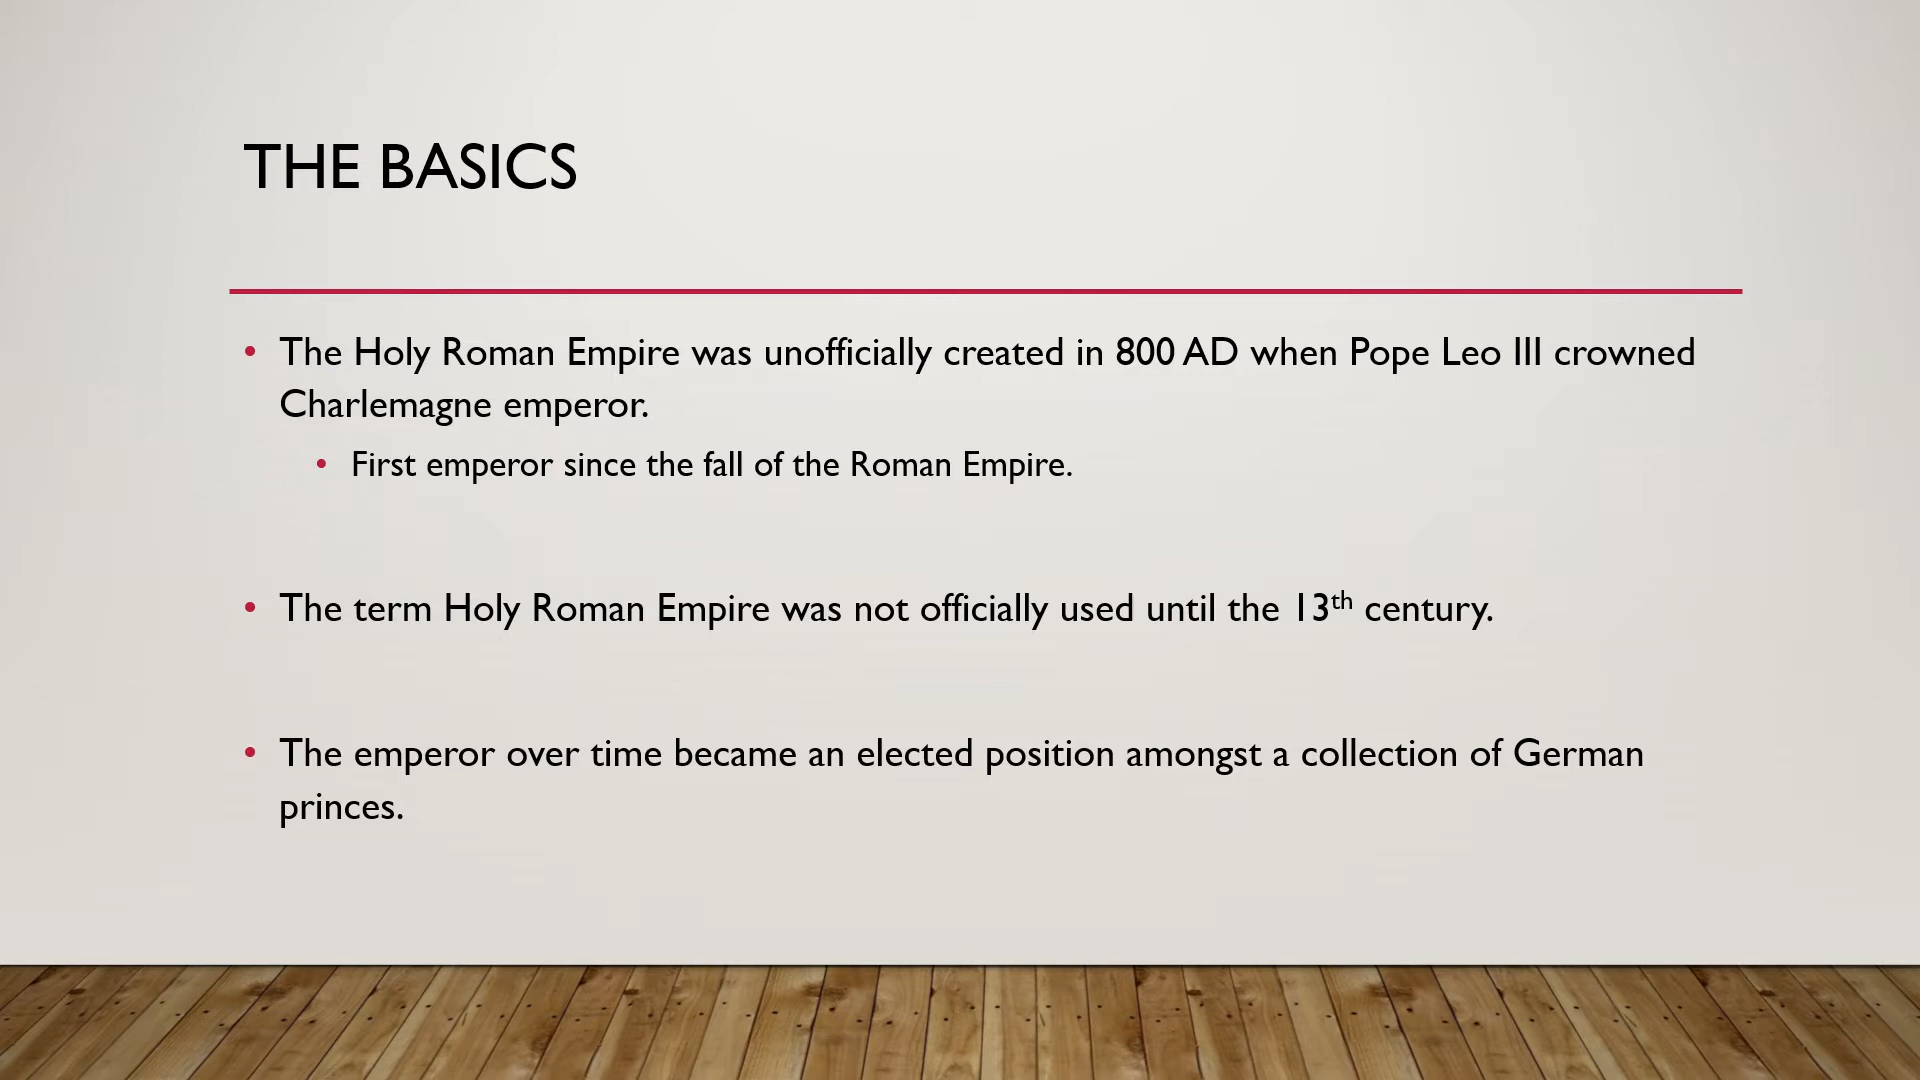 THE BASICS
• The Holy Roman Empire was unofficially created in 800 AD when Pope Leo III crowned
Charlemagne emperor.
• First emperor since the fall of the Roman Empire.
• The term Holy Roman Empire was not officially used until the 13th century.
• The emperor over time became an elected position amongst a collection of German
princes.